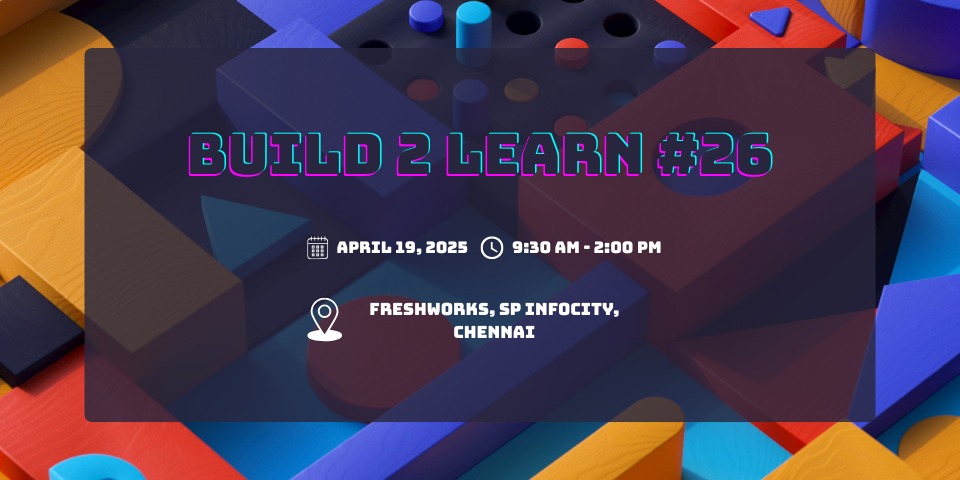 BUILD 2 LEARN #26
APRIL 19, 2025 9:30 AM - 2:00 PM
FRESHWORKS, SP INFOCITY,
CHENNAI